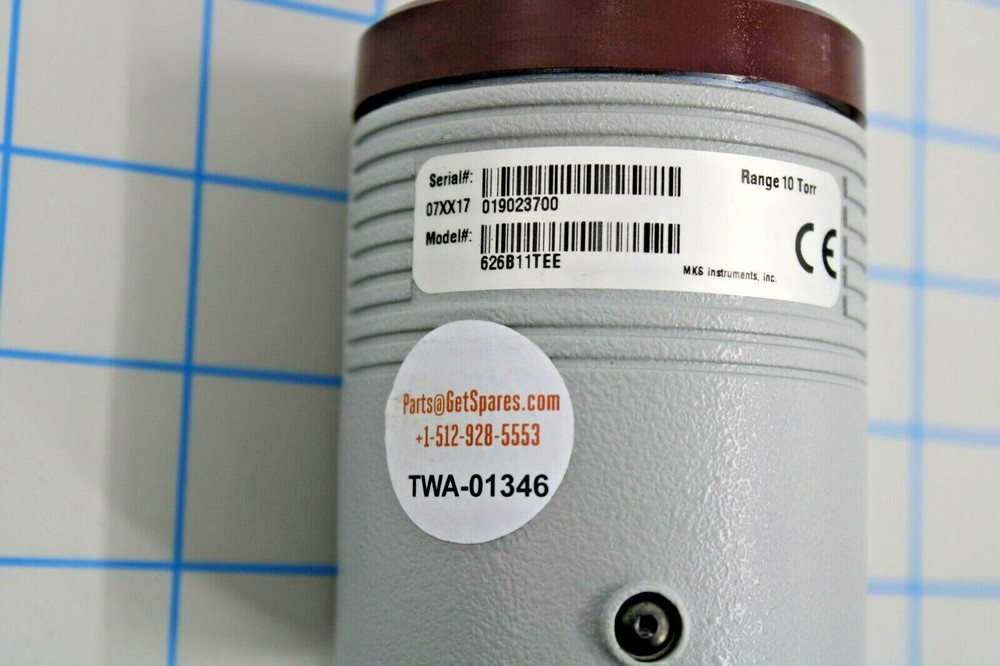 Serial#:
Range 10 Torr
07XX17 019023700
Model#:
626B11TEE
MKS Instruments, Inc.
CE
Parts@GetSpares.com
+1-512-928-5553
TWA-01346